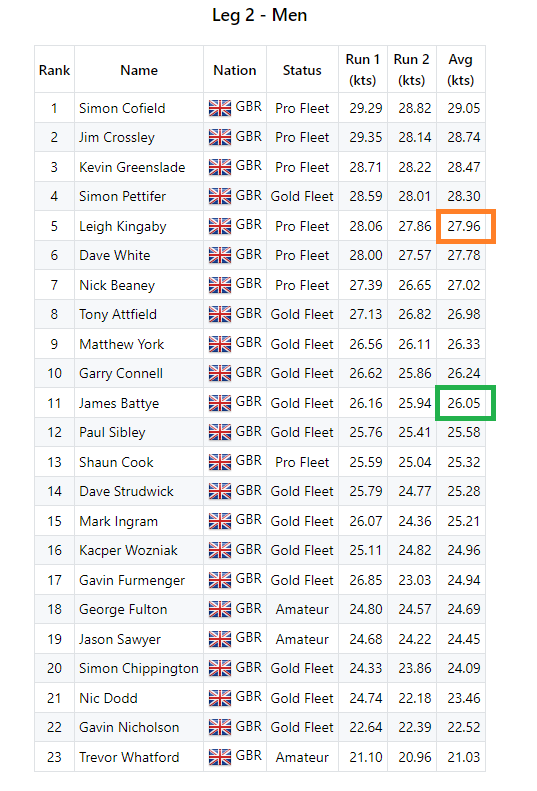 Leg 2 - Men
Rank Name Nation Status Run 1 (kts) Run 2 (kts) Avg (kts)
1 Simon Cofield GBR Pro Fleet 29.29 28.82 29.05
2 Jim Crossley GBR Pro Fleet 29.35 28.14 28.74
3 Kevin Greenslade GBR Pro Fleet 28.71 28.22 28.47
4 Simon Pettifer GBR Gold Fleet 28.59 28.01 28.30
5 Leigh Kingaby GBR Pro Fleet 28.06 27.86 27.96
6 Dave White GBR Pro Fleet 28.00 27.57 27.78
7 Nick Beaney GBR Pro Fleet 27.39 26.65 27.02
8 Tony Attfield GBR Gold Fleet 27.13 26.82 26.98
9 Matthew York GBR Gold Fleet 26.56 26.11 26.33
10 Garry Connell GBR Gold Fleet 26.62 25.86 26.24
11 James Battye GBR Gold Fleet 26.16 25.94 26.05
12 Paul Sibley GBR Gold Fleet 25.76 25.41 25.58
13 Shaun Cook GBR Pro Fleet 25.59 25.04 25.32
14 Dave Strudwick GBR Gold Fleet 25.79 24.77 25.28
15 Mark Ingram GBR Gold Fleet 26.07 24.36 25.21
16 Kacper Wozniak GBR Gold Fleet 25.11 24.82 24.96
17 Gavin Furmenger GBR Gold Fleet 26.85 23.03 24.94
18 George Fulton GBR Amateur 24.80 24.57 24.69
19 Jason Sawyer GBR Amateur 24.68 24.22 24.45
20 Simon Chippington GBR Gold Fleet 24.33 23.86 24.09
21 Nic Dodd GBR Gold Fleet 24.74 22.18 23.46
22 Gavin Nicholson GBR Gold Fleet 22.64 22.39 22.52
23 Trevor Whatford GBR Amateur 21.10 20.96 21.03